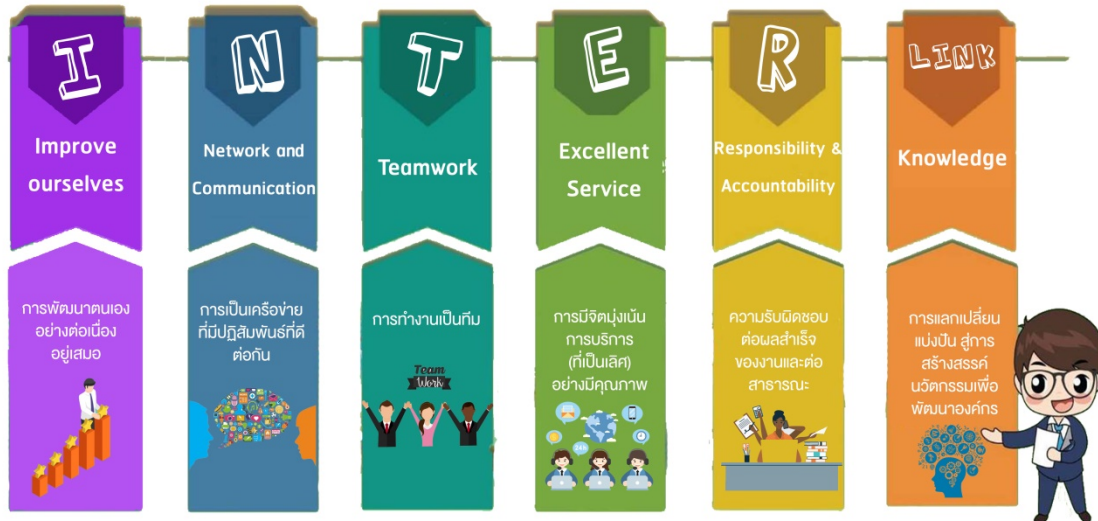 I
Improve
ourselves
การพัฒนาตนเอง
อย่างต่อเนื่อง
อยู่เสมอ
N
Network and
Communication
การเป็นเครือข่าย
ที่มีปฏิสัมพันธ์ที่ดี
ต่อกัน
T
Teamwork
การทำงานเป็นทีม
Team
Work
E
Excellent
Service
การมีจิตมุ่งเน้น
การบริการ
(ที่เป็นเลิศ)
อย่างมีคุณภาพ
24h
R
Responsibility &
Accountability
ความรับผิดชอบ
ต่อผลสำเร็จ
ของงานและต่อ
สาธารณะ
LINK
Knowledge
การแลกเปลี่ยน
แบ่งปัน สู่การ
สร้างสรรค์
นวัตกรรมเพื่อ
พัฒนาองค์กร